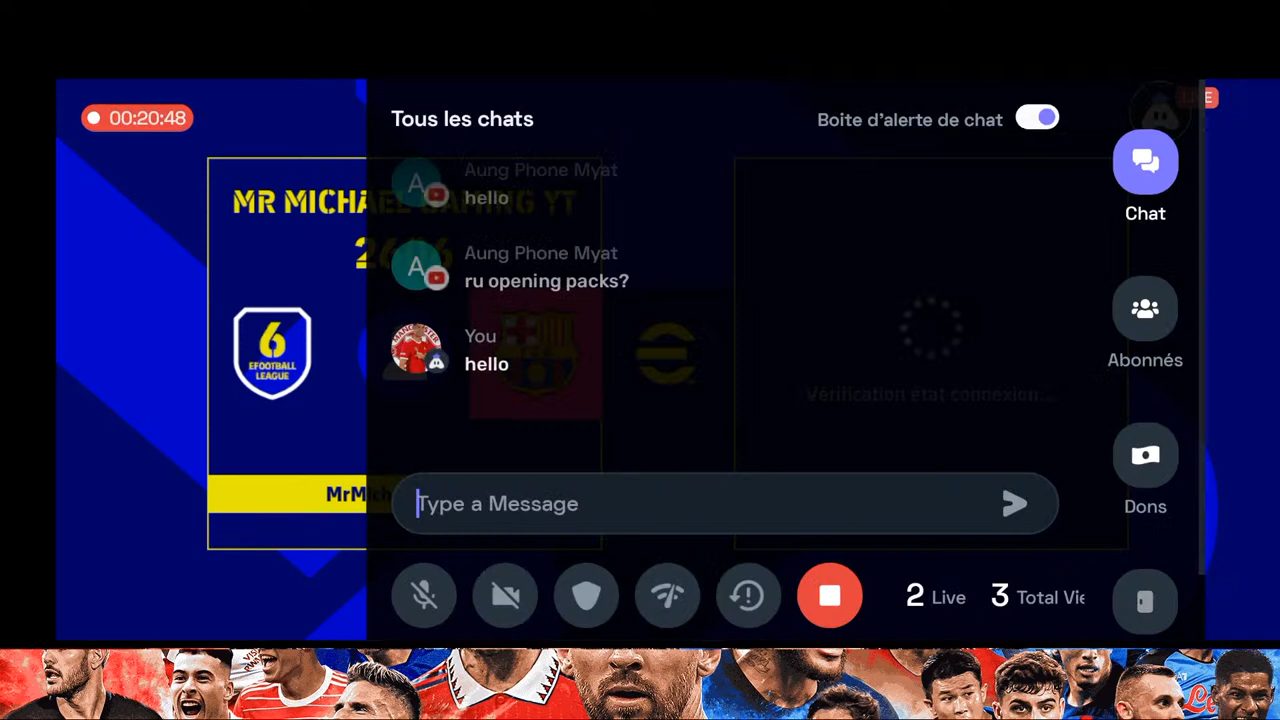 00:20:48
Tous les chats
Boite d'alerte de chat
E
Aung Phone Myat
hello
Aung Phone Myat
ru opening packs?
You
hello
MR MICHAEL GAMING YT
6
EFOOTBALL
LEAGUE
Vérification état connexion...
Type a Message
Chat
Abonnés
Dons
2 Live
3 Total Vie